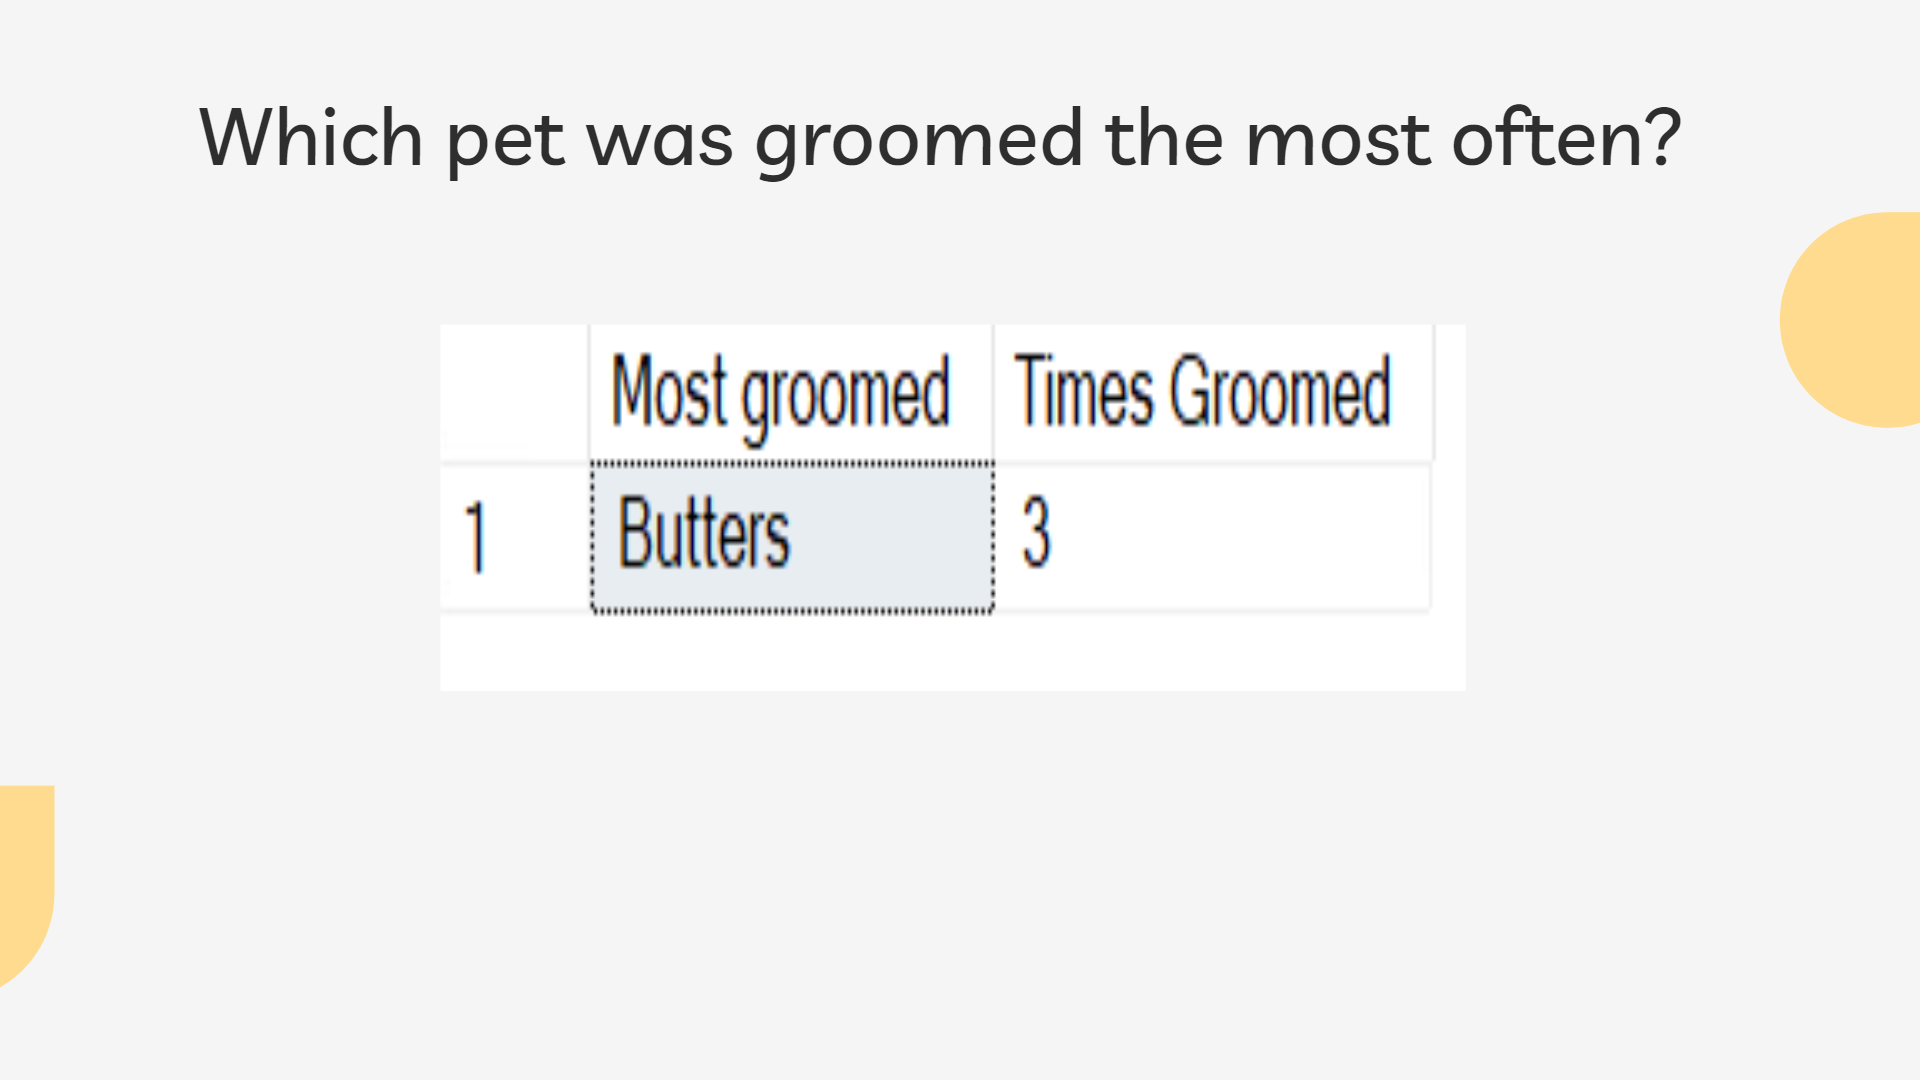 Which pet was groomed the most often?
Most groomed Times Groomed
1 Butters 3